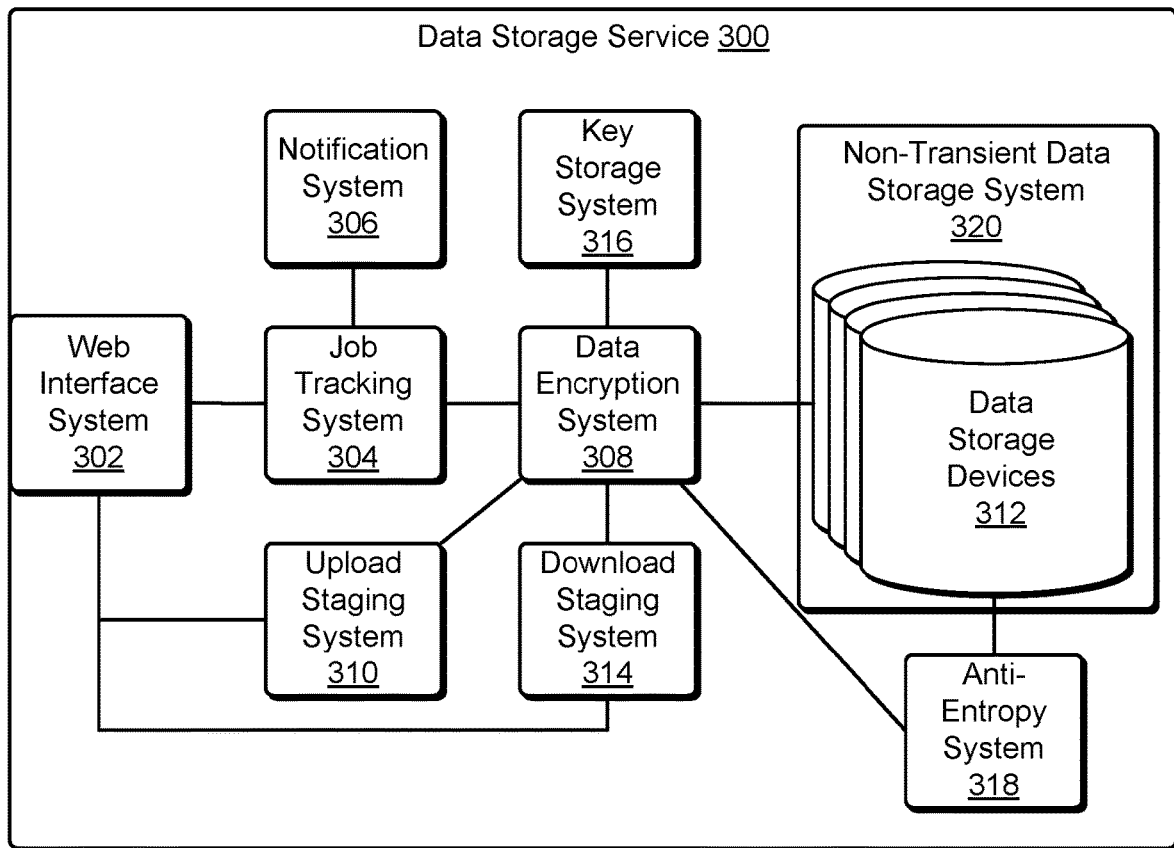 Data Storage Service 300
Notification
System
306
Key
Storage
System
316
Non-Transient Data
Storage System
320
Web
Interface
System
302
Job
Tracking
System
304
Data
Encryption
System
308
Data
Storage
Devices
312
Upload
Staging
System
310
Download
Staging
System
314
Anti-
Entropy
System
318